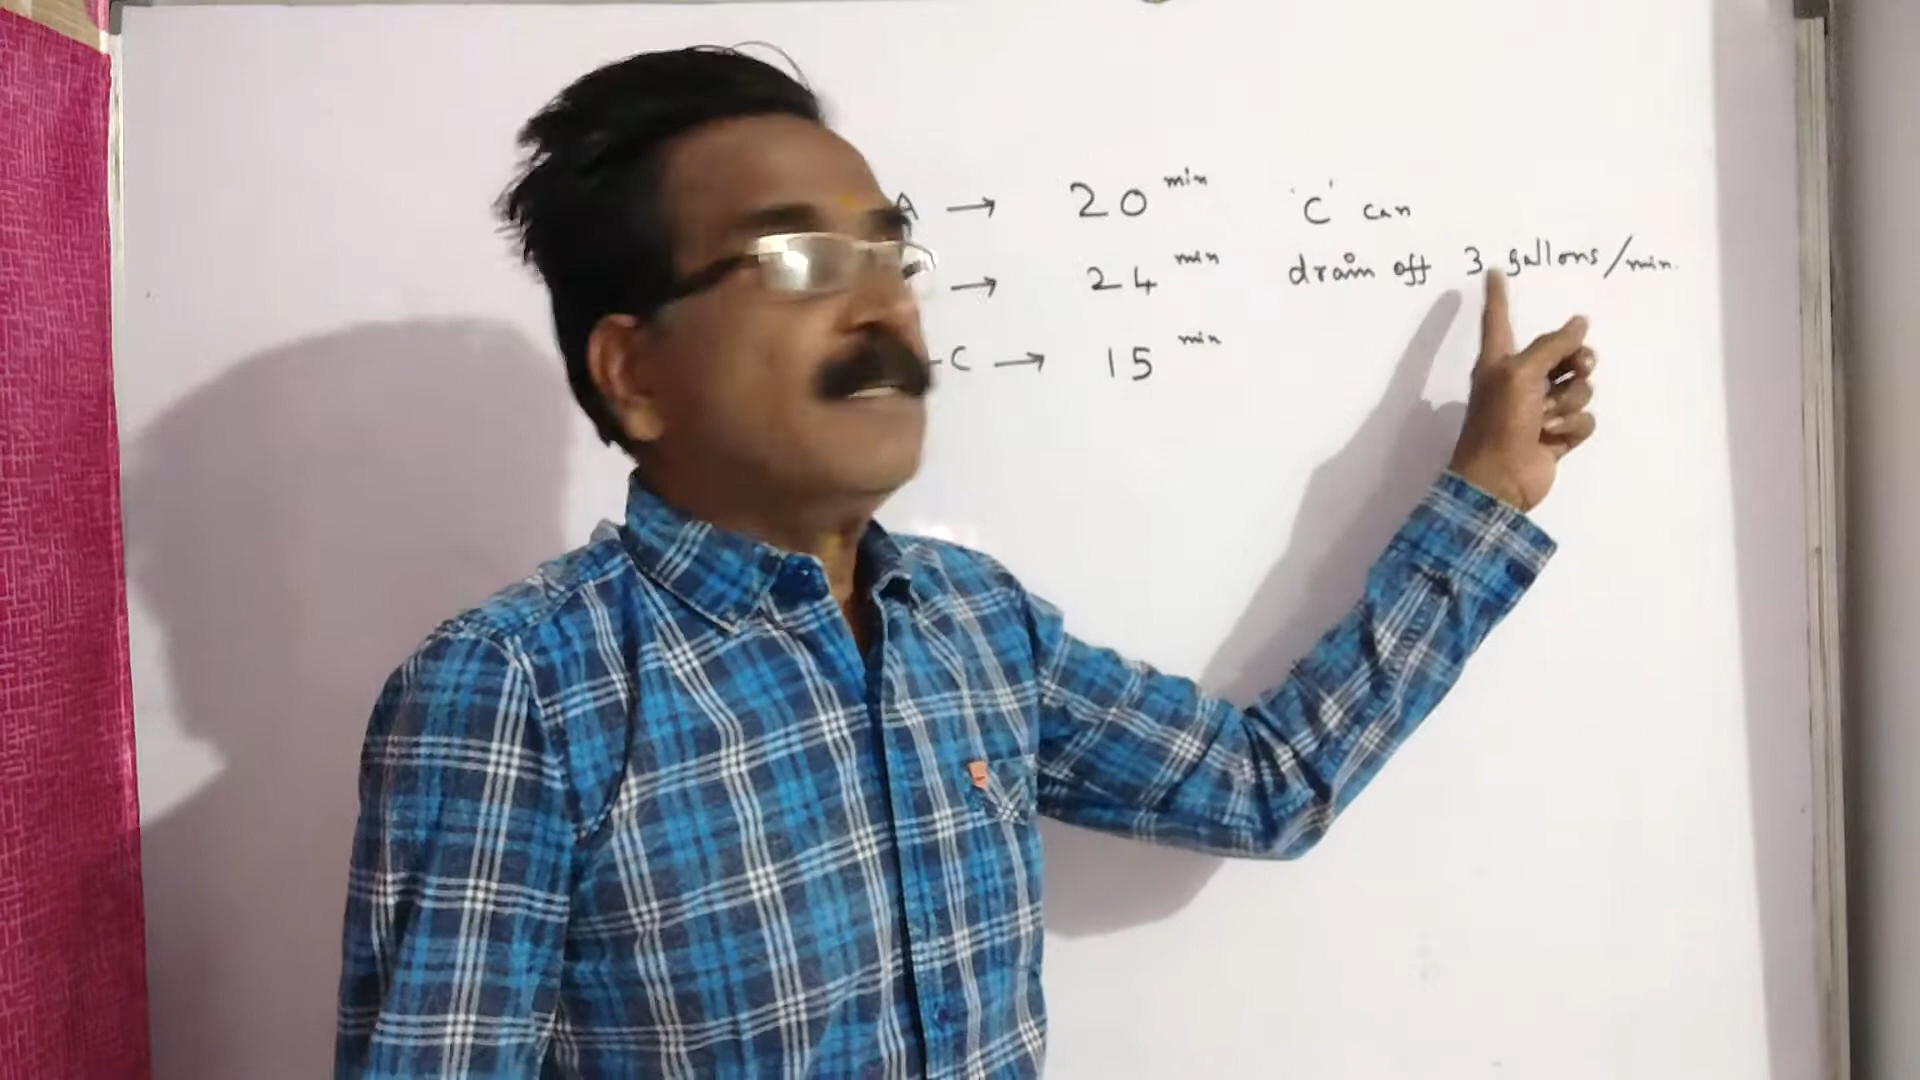 A → 20 min
→ 24 min
-C → 15 min
'C' can
drain off 3 gallons/min.